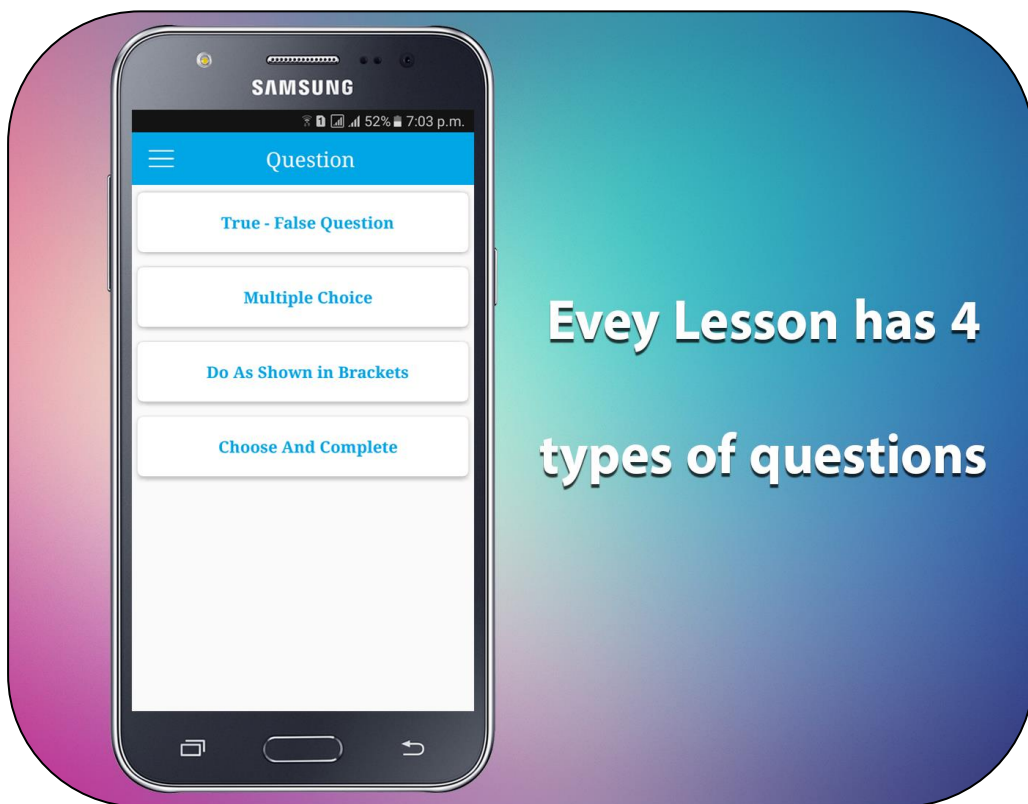 SAMSUNG
1 52% 7:03 p.m.
Question
True - False Question
Multiple Choice
Do As Shown in Brackets
Choose And Complete
Evey Lesson has 4
types of questions